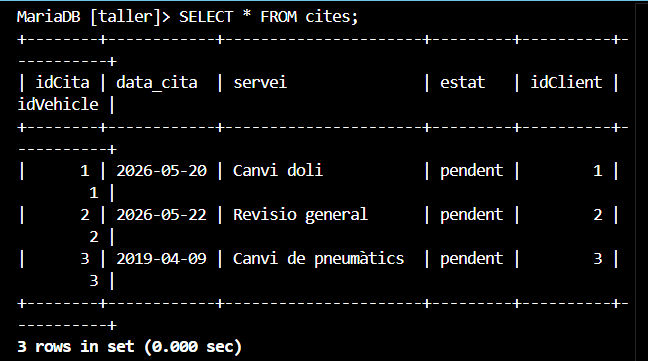 MariaDB [taller]> SELECT * FROM cites;
+--------+------------+----------------------+---------+----------+-
----------+
| idCita | data_cita  | servei               | estat   | idClient |
idVehicle |
+--------+------------+----------------------+---------+----------+-
----------+
|      1 | 2026-05-20 | Canvi doli           | pendent |        1 |
        1 |
|      2 | 2026-05-22 | Revisio general      | pendent |        2 |
        2 |
|      3 | 2019-04-09 | Canvi de pneumàtics  | pendent |        3 |
        3 |
+--------+------------+----------------------+---------+----------+-
----------+
3 rows in set (0.000 sec)